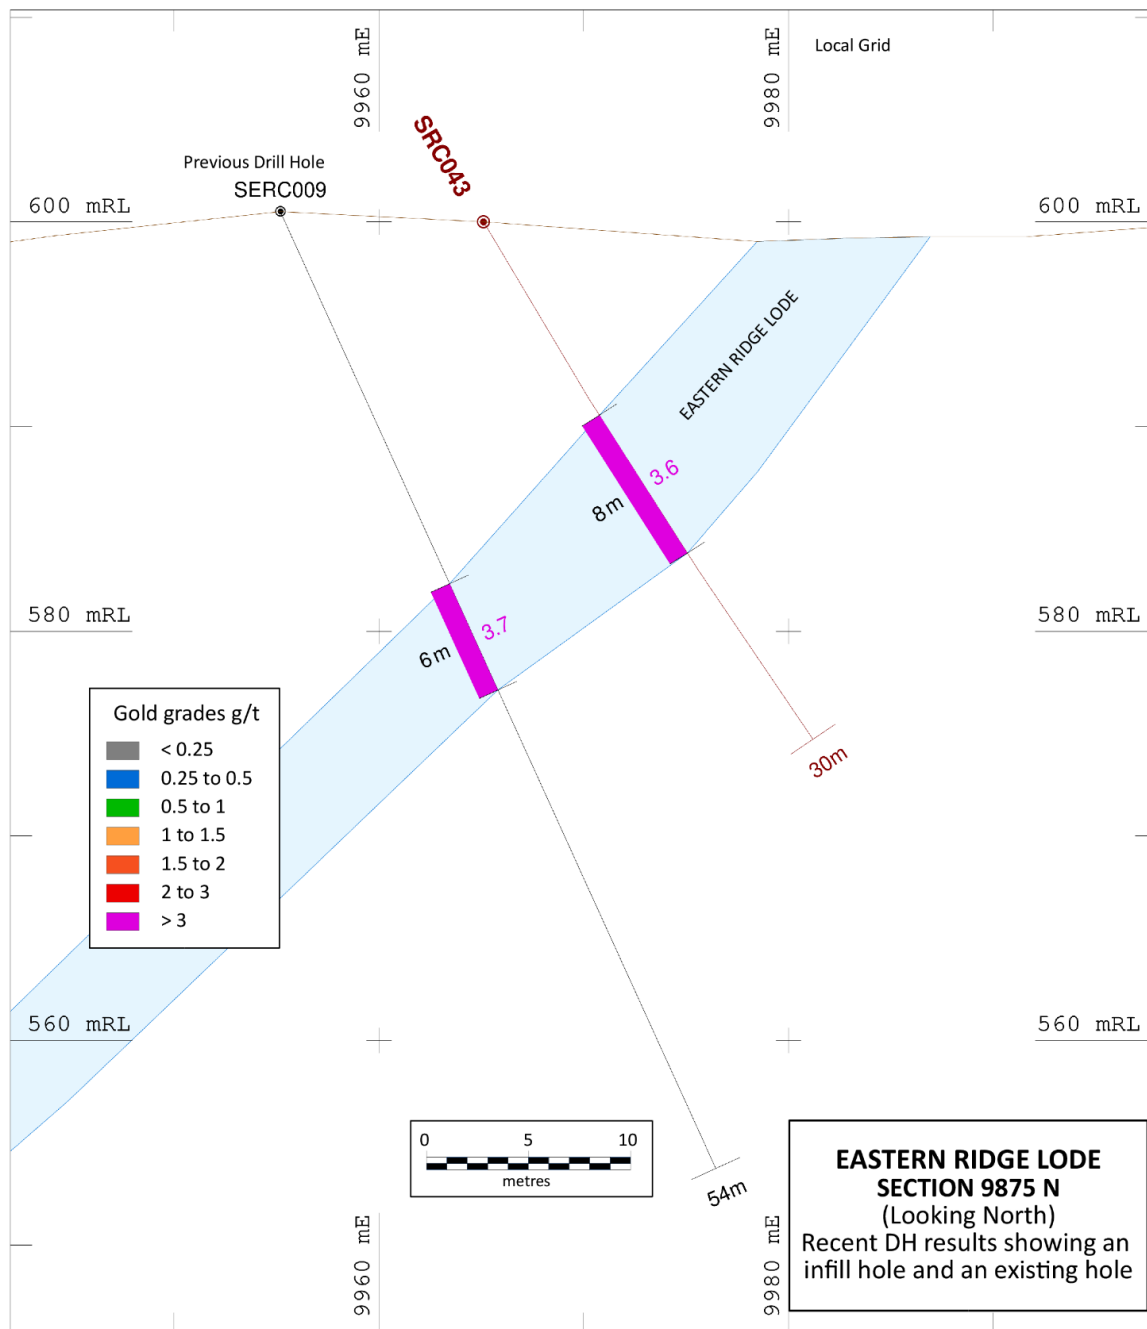 9960 mE
9980 mE
Local Grid
SRC043
Previous Drill Hole
SERC009
600 mRL
600 mRL
EASTERN RIDGE LODE
3.6
8m
580 mRL
580 mRL
3.7
6m
Gold grades g/t
< 0.25
0.25 to 0.5
0.5 to 1
1 to 1.5
1.5 to 2
2 to 3
> 3
30m
560 mRL
560 mRL
0 5 10
metres
54m
9960 mE
9980 mE
EASTERN RIDGE LODE
SECTION 9875 N
(Looking North)
Recent DH results showing an
infill hole and an existing hole